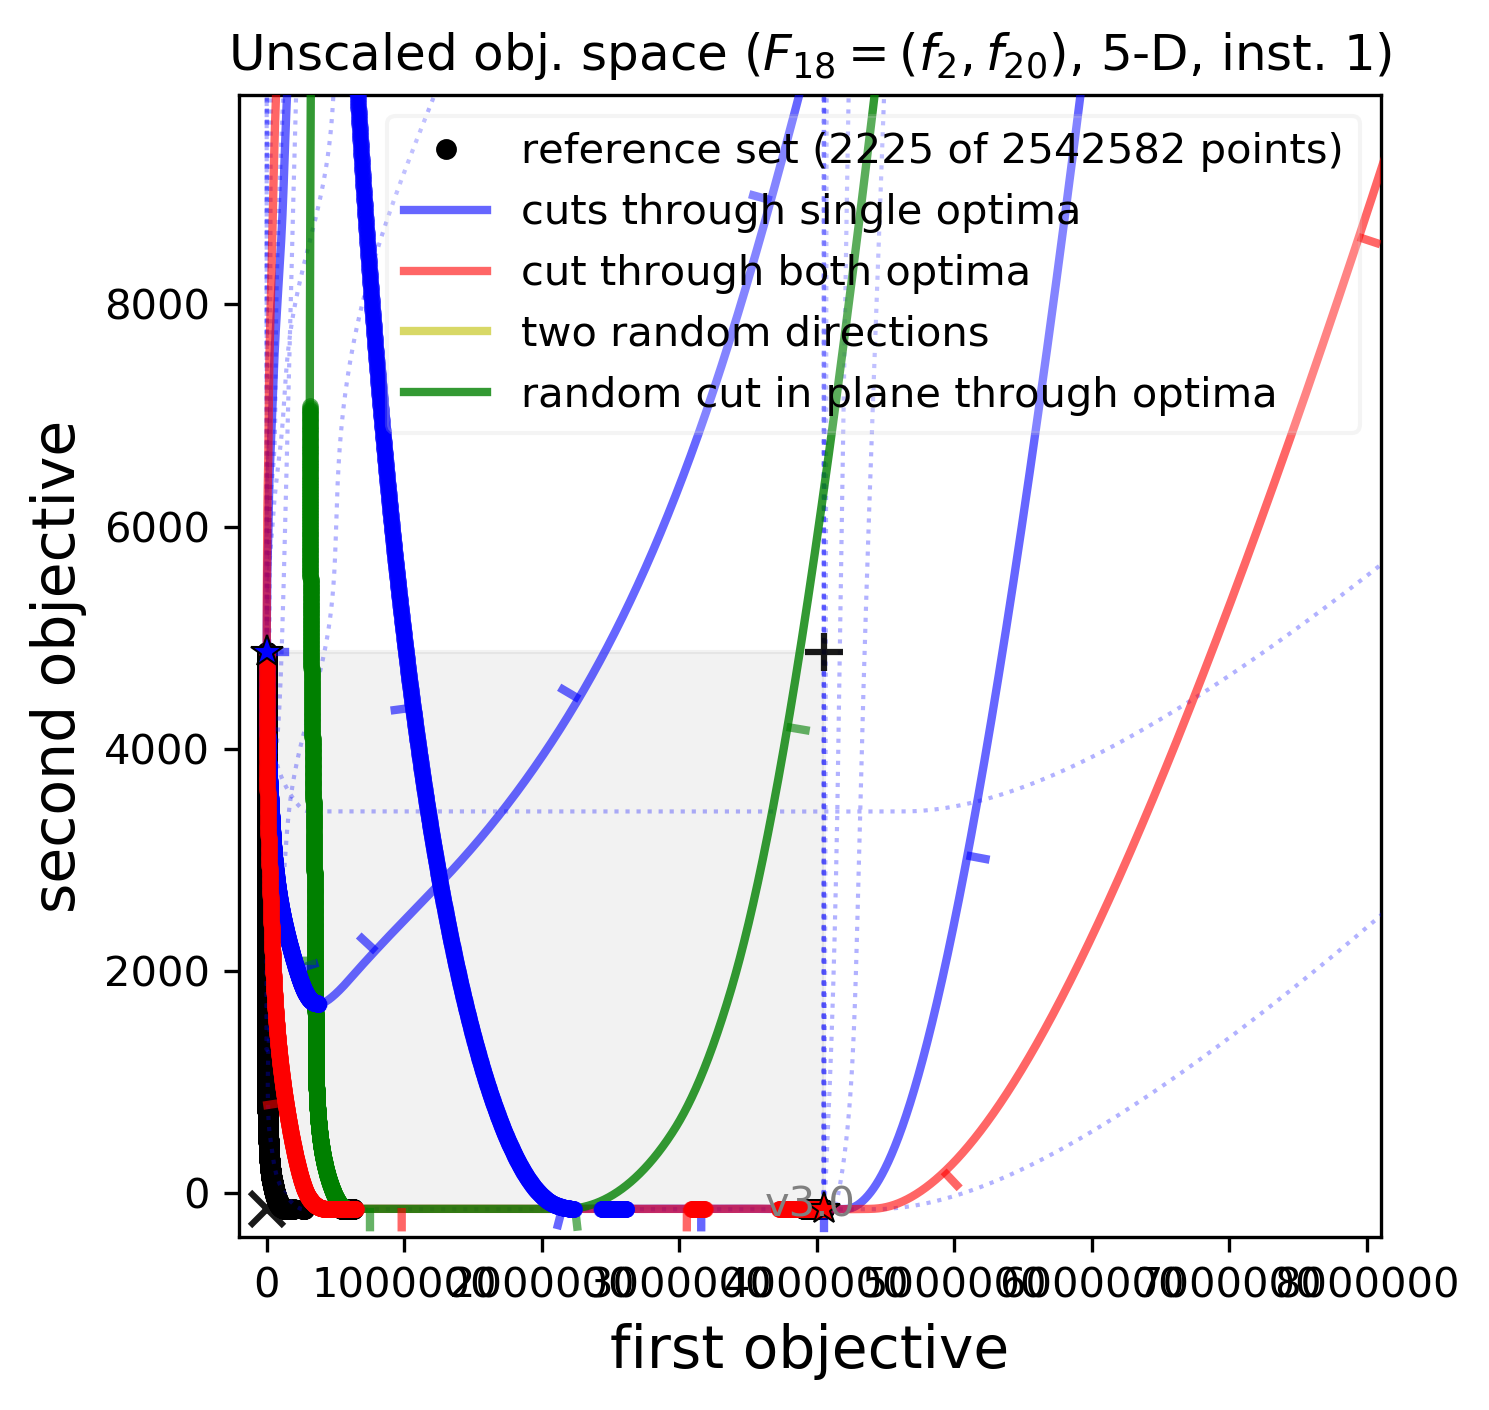 Unscaled obj. space (F18 = (f2, f20), 5-D, inst. 1)
reference set (2225 of 2542582 points)
cuts through single optima
cut through both optima
two random directions
random cut in plane through optima
second objective
8000
6000
4000
2000
0
v3.0
0 1000000 2000000 3000000 4000000 5000000 6000000 7000000 8000000
first objective